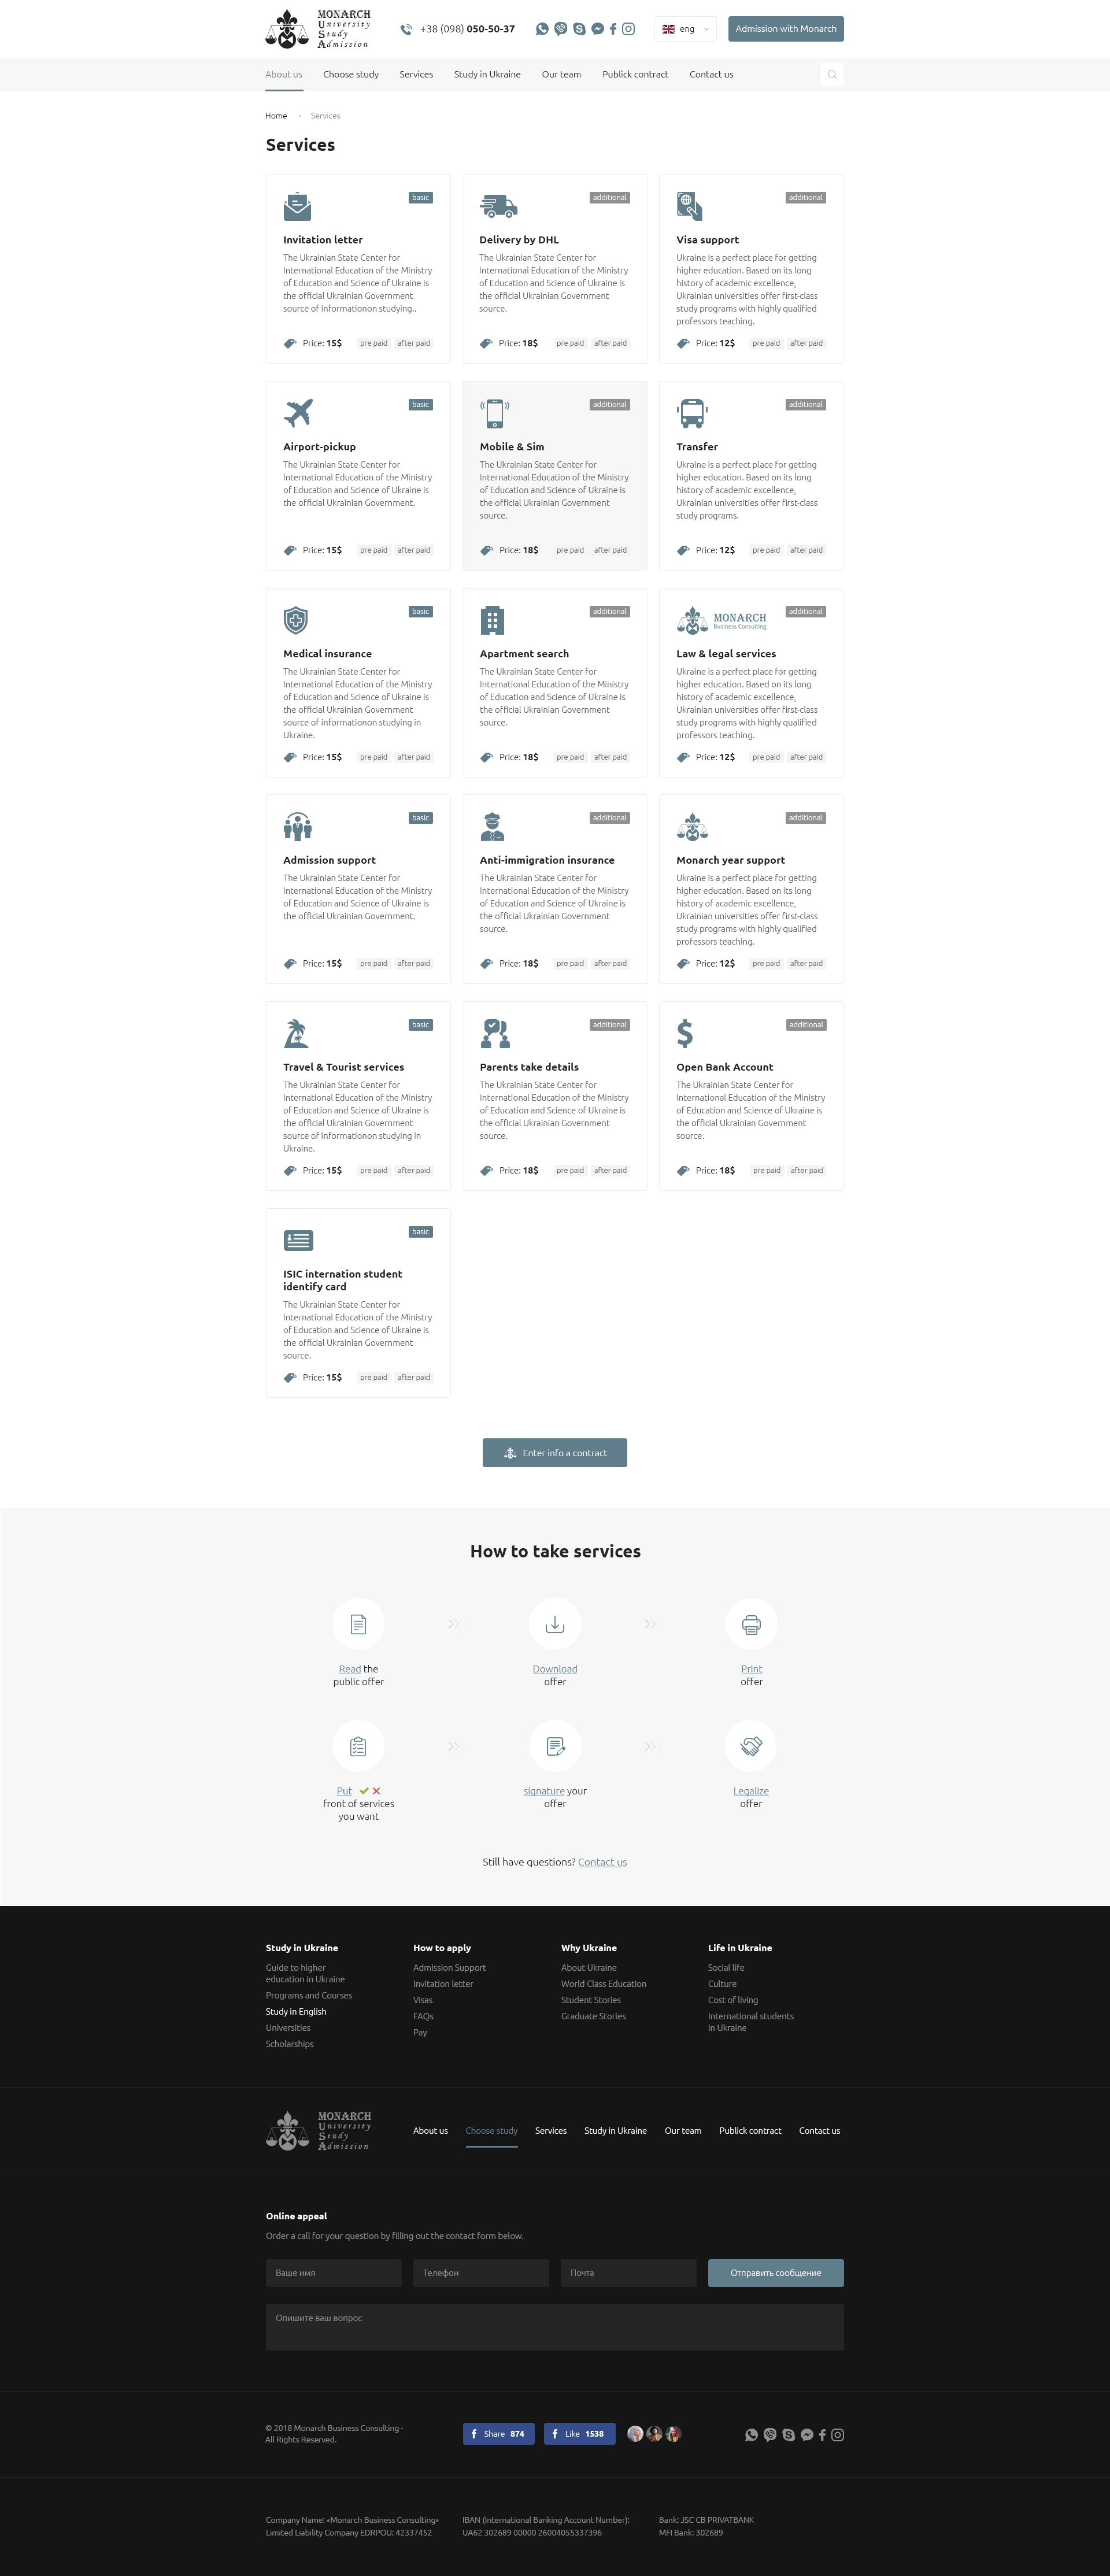 MONARCH
University
Study
Admission
+38 (098) 050-50-37
eng
Admission with Monarch
About us
Choose study
Services
Study in Ukraine
Our team
Publick contract
Contact us
Home
Services
Services
basic
Invitation letter
The Ukrainian State Center for
International Education of the Ministry
of Education and Science of Ukraine is
the official Ukrainian Government
source of informationon studying..
Price: 15$
pre paid
after paid
additional
Delivery by DHL
The Ukrainian State Center for
International Education of the Ministry
of Education and Science of Ukraine is
the official Ukrainian Government
source.
Price: 18$
pre paid
after paid
additional
Visa support
Ukraine is a perfect place for getting
higher education. Based on its long
history of academic excellence,
Ukrainian universities offer first-class
study programs with highly qualified
professors teaching.
Price: 12$
pre paid
after paid
basic
Airport-pickup
The Ukrainian State Center for
International Education of the Ministry
of Education and Science of Ukraine is
the official Ukrainian Government.
Price: 15$
pre paid
after paid
additional
Mobile & Sim
The Ukrainian State Center for
International Education of the Ministry
of Education and Science of Ukraine is
the official Ukrainian Government
source.
Price: 18$
pre paid
after paid
additional
Transfer
Ukraine is a perfect place for getting
higher education. Based on its long
history of academic excellence,
Ukrainian universities offer first-class
study programs.
Price: 12$
pre paid
after paid
basic
Medical insurance
The Ukrainian State Center for
International Education of the Ministry
of Education and Science of Ukraine is
the official Ukrainian Government
source of informationon studying in
Ukraine.
Price: 15$
pre paid
after paid
additional
Apartment search
The Ukrainian State Center for
International Education of the Ministry
of Education and Science of Ukraine is
the official Ukrainian Government
source.
Price: 18$
pre paid
after paid
MONARCH
Business Consulting
additional
Law & legal services
Ukraine is a perfect place for getting
higher education. Based on its long
history of academic excellence,
Ukrainian universities offer first-class
study programs with highly qualified
professors teaching.
Price: 12$
pre paid
after paid
basic
Admission support
The Ukrainian State Center for
International Education of the Ministry
of Education and Science of Ukraine is
the official Ukrainian Government.
Price: 15$
pre paid
after paid
additional
Anti-immigration insurance
The Ukrainian State Center for
International Education of the Ministry
of Education and Science of Ukraine is
the official Ukrainian Government
source.
Price: 18$
pre paid
after paid
additional
Monarch year support
Ukraine is a perfect place for getting
higher education. Based on its long
history of academic excellence,
Ukrainian universities offer first-class
study programs with highly qualified
professors teaching.
Price: 12$
pre paid
after paid
basic
Travel & Tourist services
The Ukrainian State Center for
International Education of the Ministry
of Education and Science of Ukraine is
the official Ukrainian Government
source of informationon studying in
Ukraine.
Price: 15$
pre paid
after paid
additional
Parents take details
The Ukrainian State Center for
International Education of the Ministry
of Education and Science of Ukraine is
the official Ukrainian Government
source.
Price: 18$
pre paid
after paid
additional
Open Bank Account
The Ukrainian State Center for
International Education of the Ministry
of Education and Science of Ukraine is
the official Ukrainian Government
source.
Price: 18$
pre paid
after paid
basic
ISIC internation student
identify card
The Ukrainian State Center for
International Education of the Ministry
of Education and Science of Ukraine is
the official Ukrainian Government
source.
Price: 15$
pre paid
after paid
Enter info a contract
How to take services
Read the
public offer
Download
offer
Print
offer
Put
front of services
you want
signature your
offer
Legalize
offer
Still have questions? Contact us
Study in Ukraine
Guide to higher
education in Ukraine
Programs and Courses
Study in English
Universities
Scholarships
How to apply
Admission Support
Invitation letter
Visas
FAQs
Pay
Why Ukraine
About Ukraine
World Class Education
Student Stories
Graduate Stories
Life in Ukraine
Social life
Culture
Cost of living
International students
in Ukraine
MONARCH
University
Study
Admission
About us
Choose study
Services
Study in Ukraine
Our team
Publick contract
Contact us
Online appeal
Order a call for your question by filling out the contact form below.
Ваше имя
Телефон
Почта
Отправить сообщение
Опишите ваш вопрос
© 2018 Monarch Business Consulting -
All Rights Reserved.
Share 874
Like 1538
Company Name: «Monarch Business Consulting»
Limited Liability Company EDRPOU: 42337452
IBAN (International Banking Account Number):
UA62 302689 00000 26004055337396
Bank: JSC CB PRIVATBANK
MFI Bank: 302689